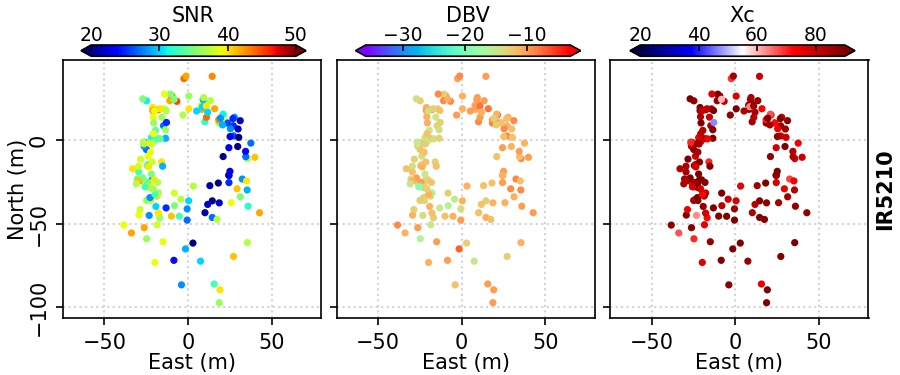 SNR DBV Xc
20 30 40 50 −30 −20 −10 20 40 60 80
North (m)
0
−50
−100
−50 0 50 −50 0 50 −50 0 50
East (m) East (m) East (m)
IR5210